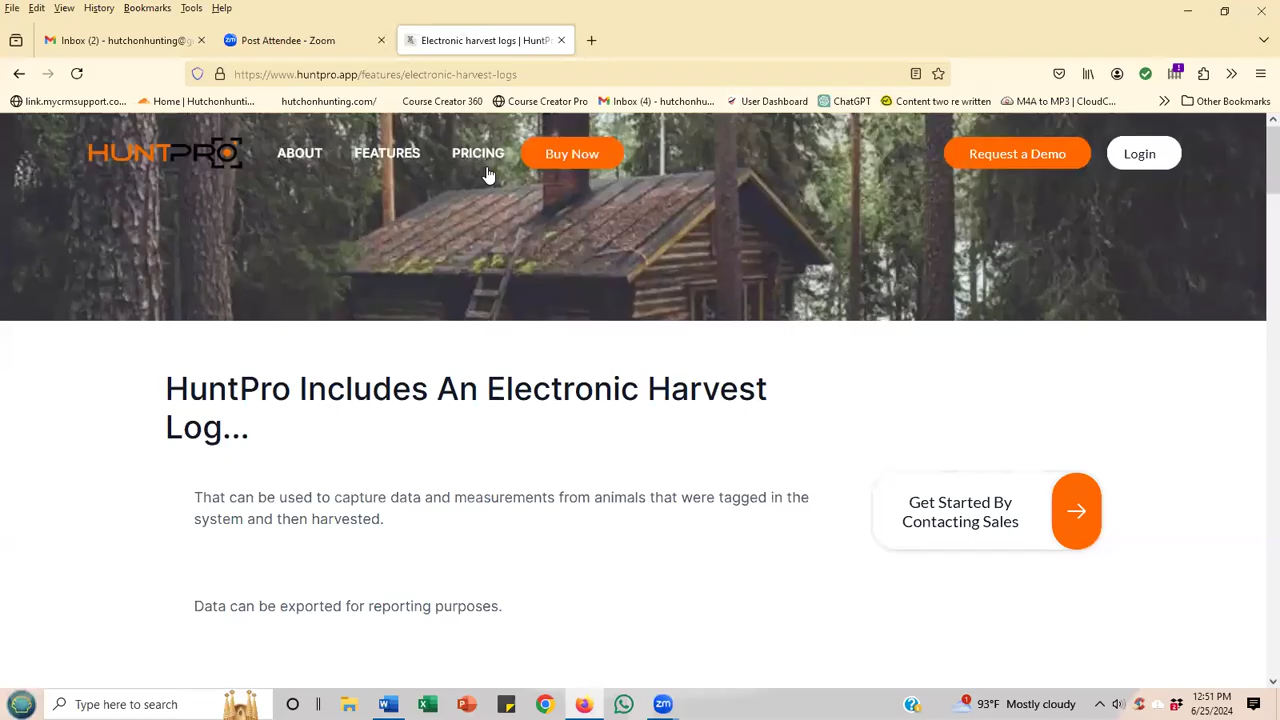 File Edit View History Bookmarks Tools Help
Inbox (2) - hutchonhunting@g
Post Attendee - Zoom
Electronic harvest logs | HuntP
https://www.huntpro.app/features/electronic-harvest-logs
link.mycrmsupport.co...
Home | Hutchonhunti...
hutchonhunting.com/
Course Creator 360
Course Creator Pro
Inbox (4) - hutchonhu...
User Dashboard
ChatGPT
Content two re written
M4A to MP3 | CloudC...
Other Bookmarks
HUNTPRO
ABOUT
FEATURES
PRICING
Buy Now
Request a Demo
Login
HuntPro Includes An Electronic Harvest
Log...
That can be used to capture data and measurements from animals that were tagged in the
system and then harvested.
Get Started By
Contacting Sales
Data can be exported for reporting purposes.
Type here to search
93°F Mostly cloudy
12:51 PM
6/25/2024